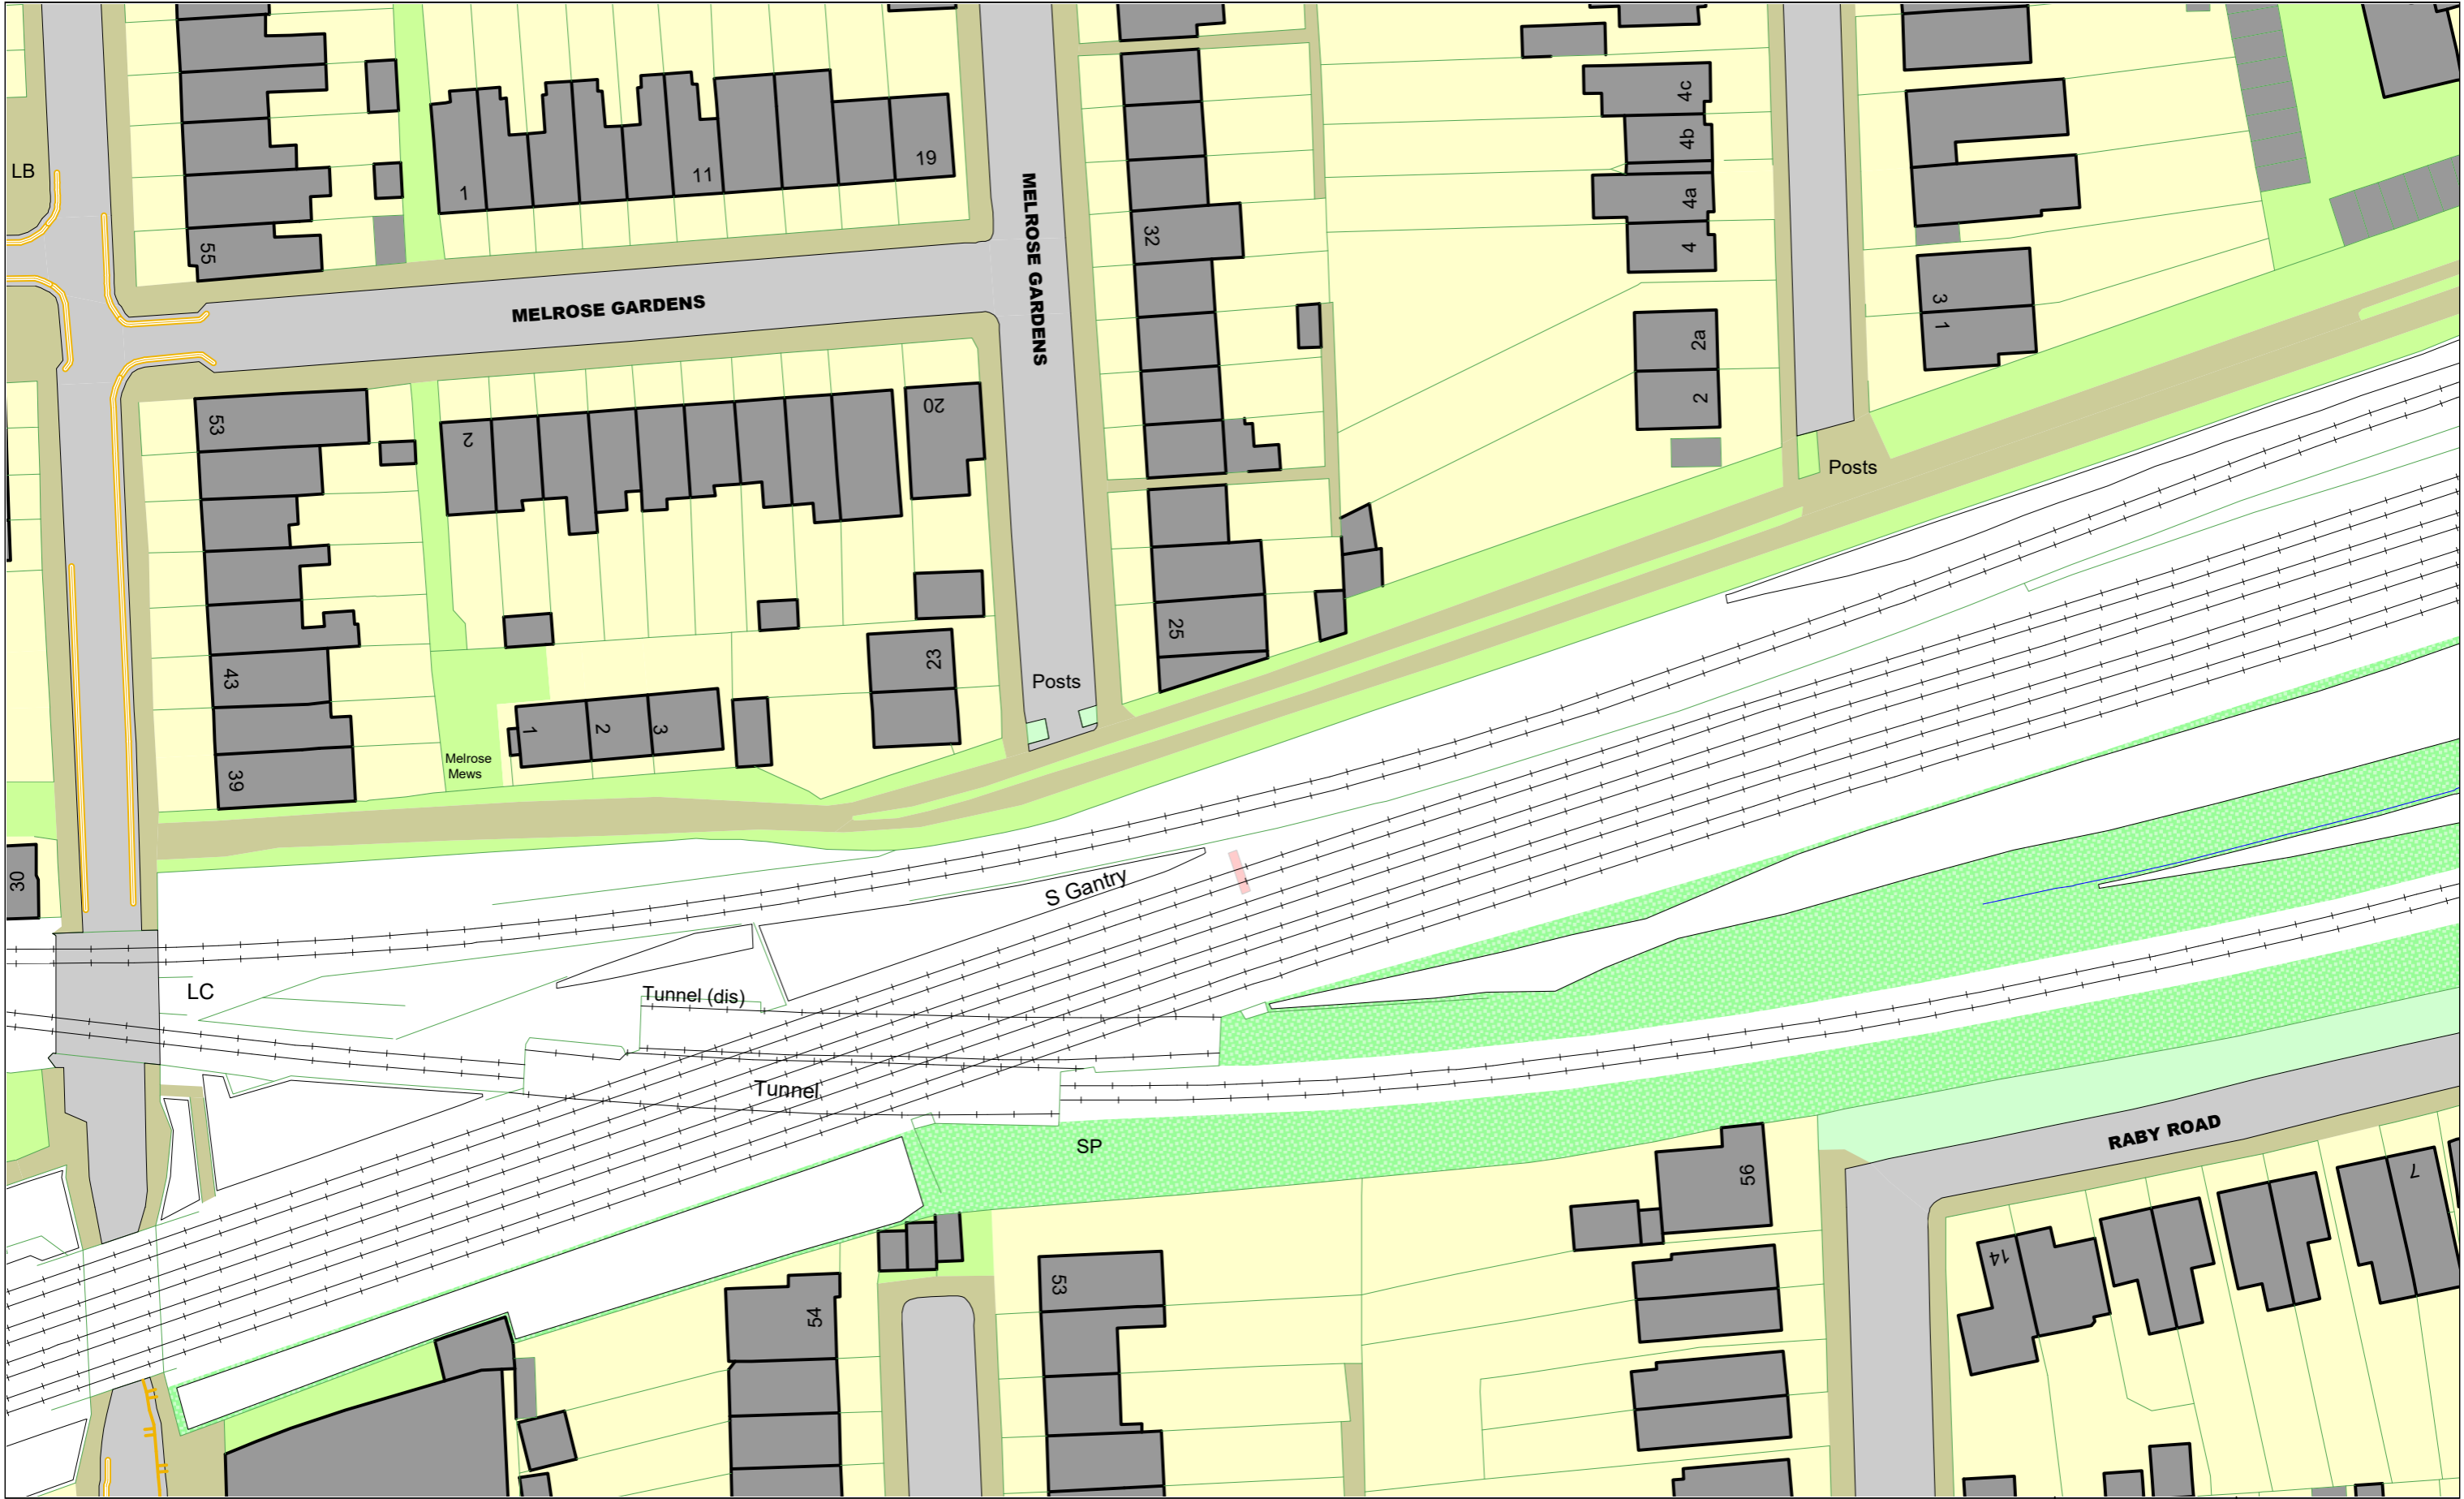 LB
55
1
11
19
MELROSE GARDENS
MELROSE GARDENS
32
4c
4b
4a
4
2a
2
3
1
53
2
20
Posts
43
39
25
23
Posts
1
2
3
Melrose
Mews
30
S Gantry
LC
Tunnel (dis)
Tunnel
SP
RABY ROAD
56
7
14
53
54